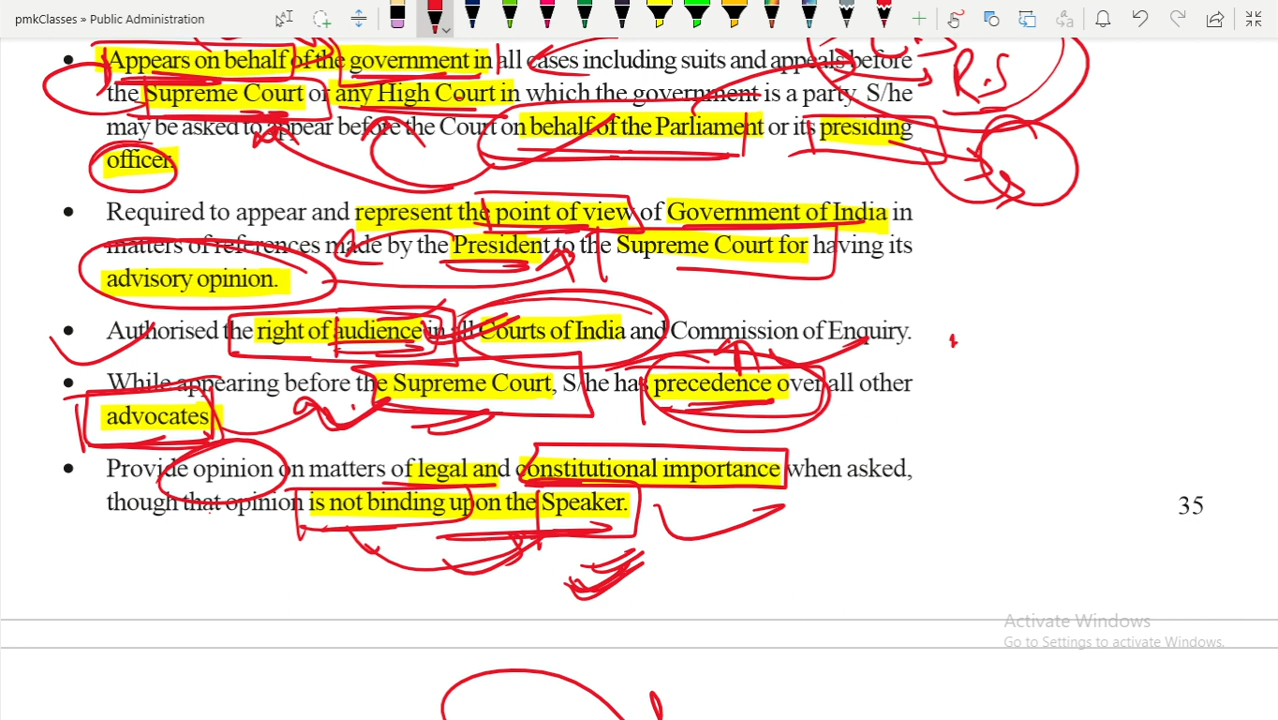 pmkClasses » Public Administration
• Appears on behalf of the government in all cases including suits and appeals before
the Supreme Court or any High Court in which the government is a party. S/he
R.S
may be asked to appear before the Court on behalf of the Parliament or its presiding
officer.
• Required to appear and represent the point of view of Government of India in
matters of references made by the President to the Supreme Court for having its
advisory opinion.
• Authorised the right of audience in all Courts of India and Commission of Enquiry.
• While appearing before the Supreme Court, S/he has precedence over all other
advocates
• Provide opinion on matters of legal and constitutional importance when asked,
though that opinion is not binding upon the Speaker.
35
Activate Windows
Go to Settings to activate Windows.